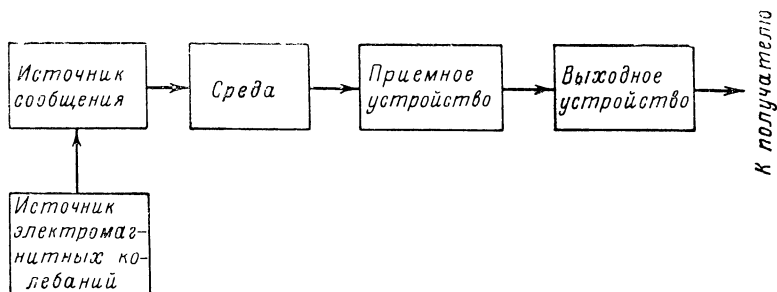 Источник
сообщения
Среда
Приемное
устройство
Выходное
устройство
К получателю
Источник
электромаг-
нитных ко-
лебаний